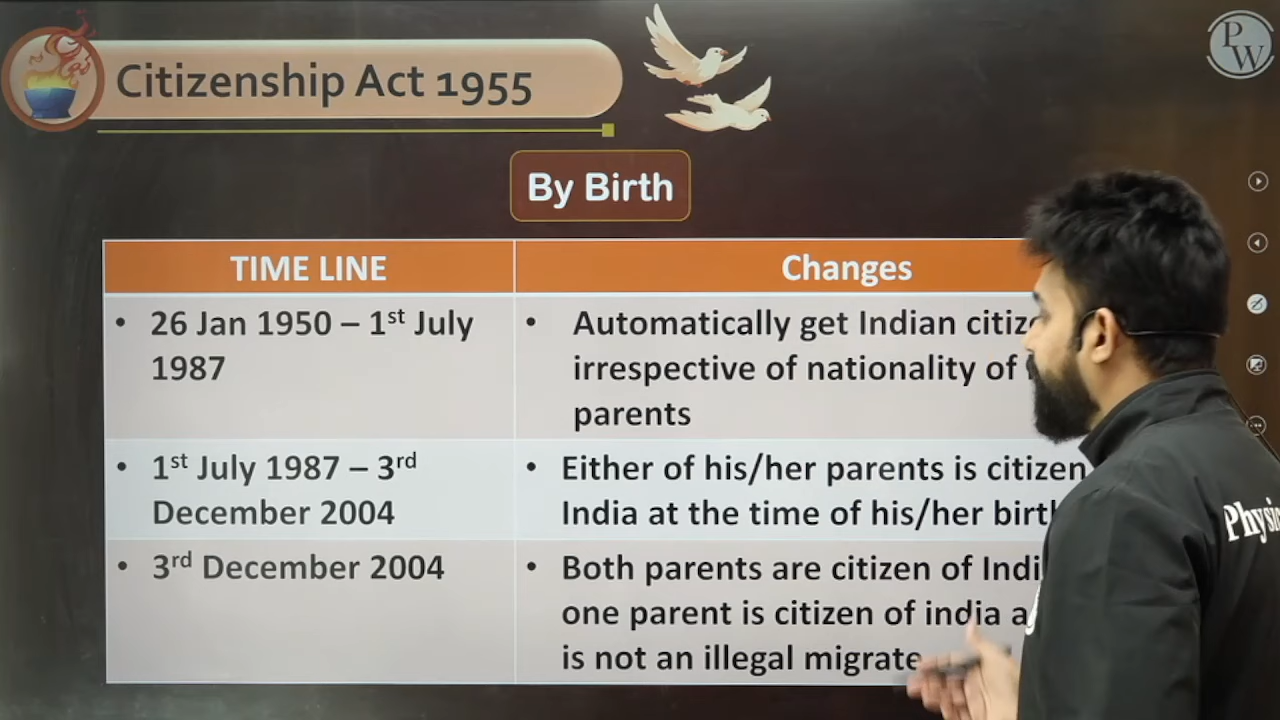 Citizenship Act 1955
PW
By Birth
TIME LINE
Changes
• 26 Jan 1950 – 1st July
1987
• Automatically get Indian
irrespective of nationality of
parents
• 1st July 1987 – 3rd
December 2004
• Either of his/her parents is citizen
India at the time of his/her
• 3rd December 2004
• Both parents are citizen of
one parent is citizen of india
is not an illegal migrate